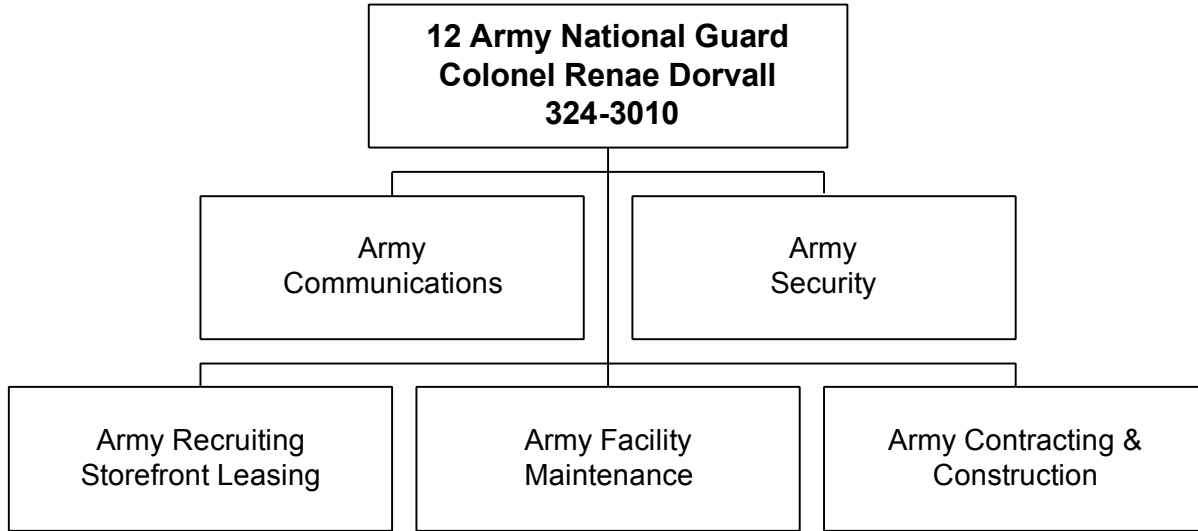 12 Army National Guard
Colonel Renae Dorvall
324-3010
Army
Communications
Army
Security
Army Recruiting
Storefront Leasing
Army Facility
Maintenance
Army Contracting &
Construction